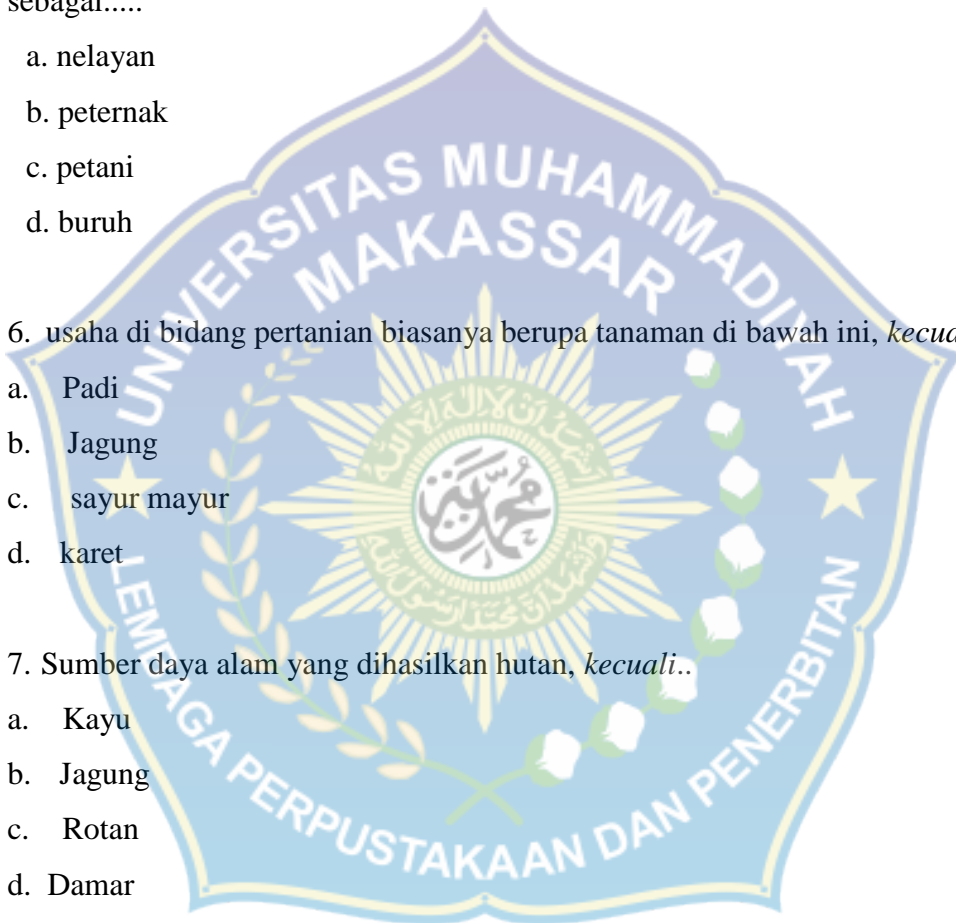 sebagai.....
a. nelayan
b. peternak
c. petani
d. buruh
6. usaha di bidang pertanian biasanya berupa tanaman di bawah ini,
a. Padi
b. Jagung
c. sayur mayur
d. karet
7. Sumber daya alam yang dihasilkan hutan, kecuali..
a. Kayu
b. Jagung
c. Rotan
d. Damar
UNIVERSITAS MUHAMMADIYAH
MAKASSAR
LEMBAGA PERPUSTAKAAN DAN PENERBITAN
محمد